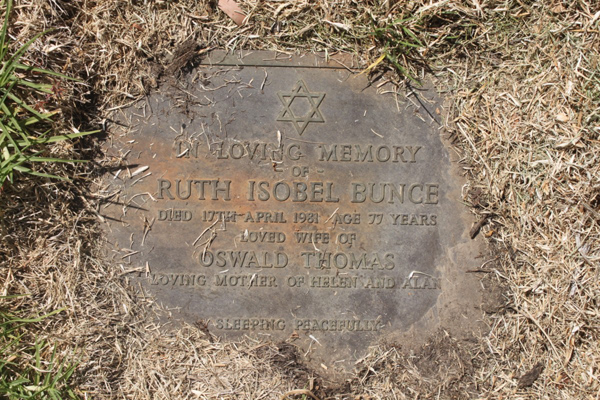 IN LOVING MEMORY
OF
RUTH ISOBEL BUNCE
DIED 17TH APRIL 1981 AGE 77 YEARS
LOVED WIFE OF
OSWALD THOMAS
LOVING MOTHER OF HELEN AND ALAN
SLEEPING PEACEFULLY